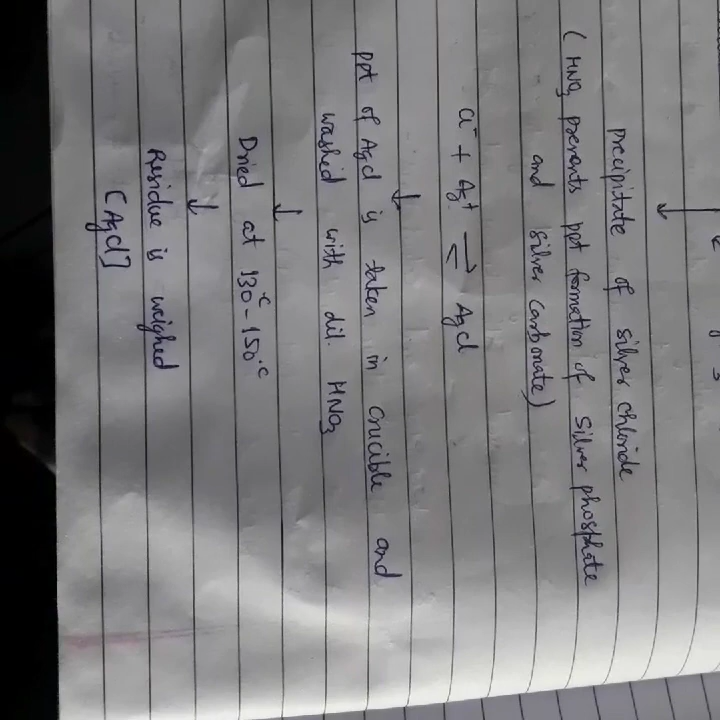 ↓
precipitate of silver chloride
(HNO3 prevents ppt formation of silver phosphate
and silver carbonate)
Cl⁻ + Ag⁺ ⇌ Agcl
↓
ppt of Agcl is taken in crucible and
washed with dil. HNO3
↓
Dried at 130°C - 150°C
↓
Residue is weighed
[Agcl]